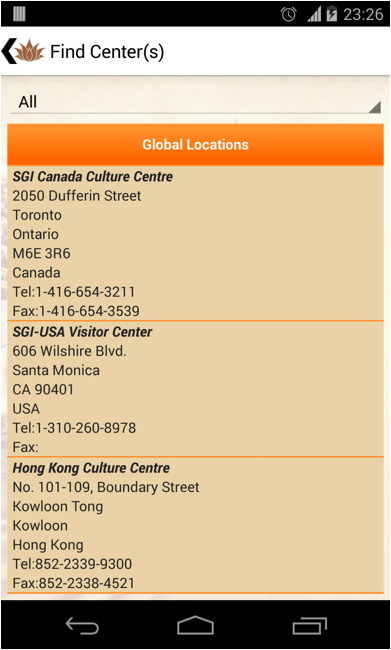 23:26
Find Center(s)
All
Global Locations
SGI Canada Culture Centre
2050 Dufferin Street
Toronto
Ontario
M6E 3R6
Canada
Tel:1-416-654-3211
Fax:1-416-654-3539
SGI-USA Visitor Center
606 Wilshire Blvd.
Santa Monica
CA 90401
USA
Tel:1-310-260-8978
Fax:
Hong Kong Culture Centre
No. 101-109, Boundary Street
Kowloon Tong
Kowloon
Hong Kong
Tel:852-2339-9300
Fax:852-2338-4521